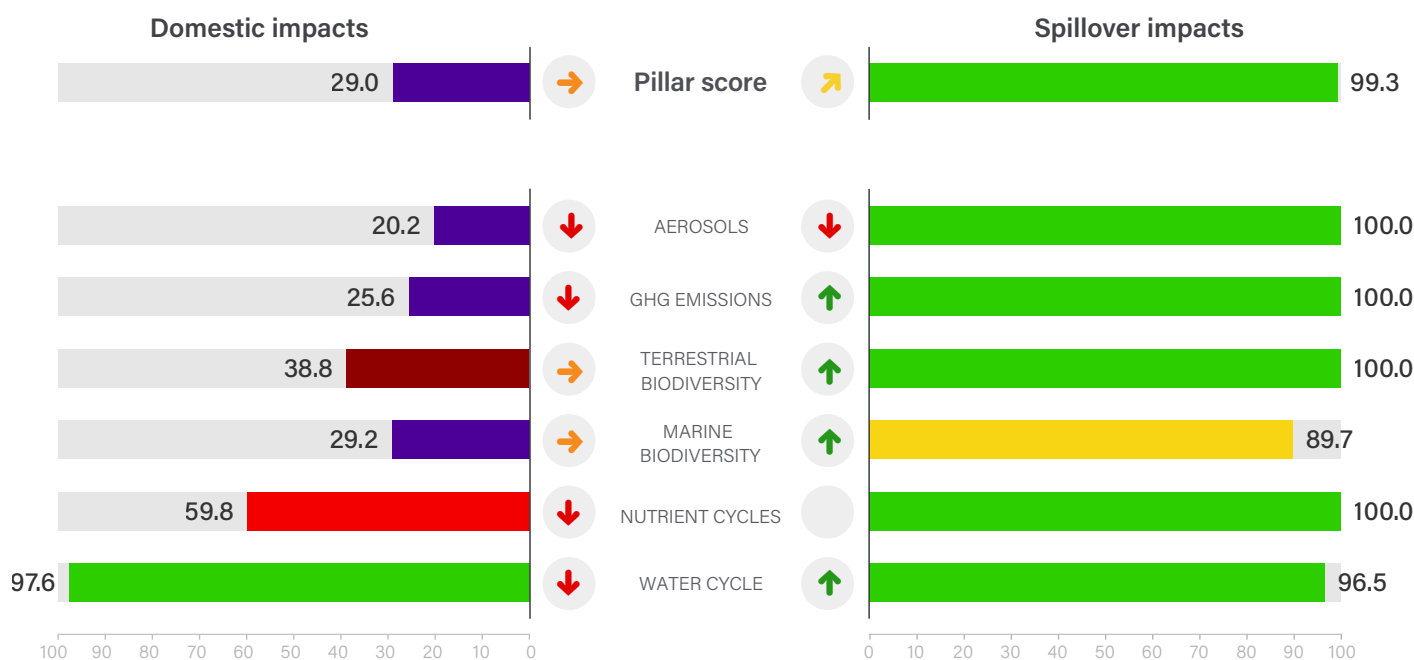 Domestic impacts
Spillover impacts
29.0 Pillar score 99.3
20.2 AEROSOLS 100.0
25.6 GHG EMISSIONS 100.0
38.8 TERRESTRIAL BIODIVERSITY 100.0
29.2 MARINE BIODIVERSITY 89.7
59.8 NUTRIENT CYCLES 100.0
97.6 WATER CYCLE 96.5
100 90 80 70 60 50 40 30 20 10 0
0 10 20 30 40 50 60 70 80 90 100